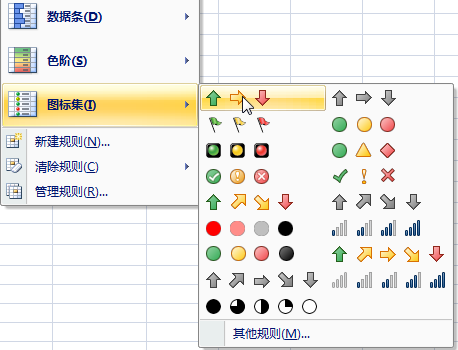 数据条(D)
色阶(S)
图标集(I)
新建规则(N)...
清除规则(C)
管理规则(R)...
其他规则(M)...